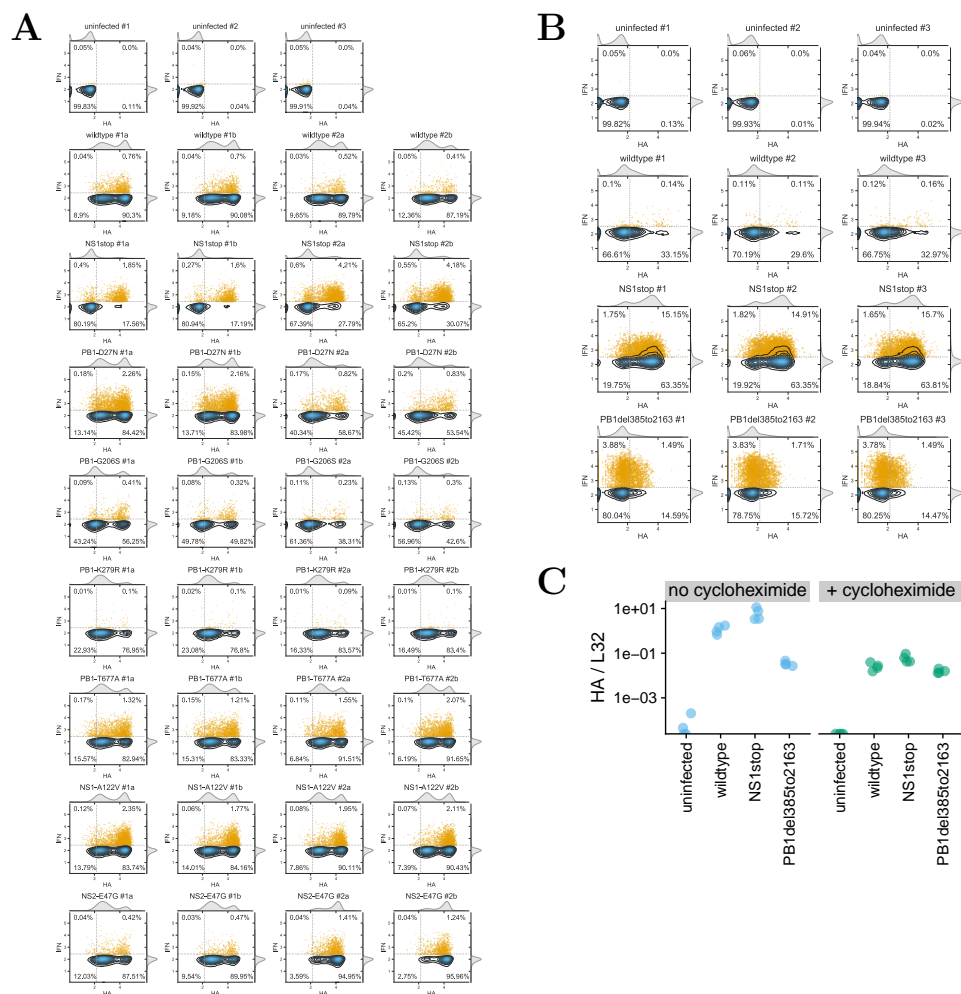 A
uninfected #1 uninfected #2 uninfected #3
0.05% 0.0% 0.04% 0.0% 0.05% 0.0%
99.83% 0.11% 99.92% 0.04% 99.91% 0.04%
wildtype #1a wildtype #1b wildtype #2a wildtype #2b
0.04% 0.76% 0.04% 0.7% 0.03% 0.52% 0.05% 0.41%
8.9% 90.3% 9.18% 90.08% 9.65% 89.79% 12.36% 87.19%
NS1stop #1a NS1stop #1b NS1stop #2a NS1stop #2b
0.4% 1.85% 0.27% 1.6% 0.6% 4.21% 0.55% 4.18%
80.19% 17.56% 80.94% 17.19% 67.39% 27.79% 65.2% 30.07%
PB1-D27N #1a PB1-D27N #1b PB1-D27N #2a PB1-D27N #2b
0.18% 2.26% 0.15% 2.16% 0.17% 0.82% 0.2% 0.83%
13.14% 84.42% 13.71% 83.98% 40.34% 58.67% 45.42% 53.54%
PB1-G206S #1a PB1-G206S #1b PB1-G206S #2a PB1-G206S #2b
0.09% 0.41% 0.08% 0.32% 0.11% 0.23% 0.13% 0.3%
43.24% 56.25% 49.78% 49.82% 61.36% 38.31% 56.96% 42.6%
PB1-K279R #1a PB1-K279R #1b PB1-K279R #2a PB1-K279R #2b
0.01% 0.1% 0.02% 0.1% 0.01% 0.09% 0.01% 0.1%
22.93% 76.95% 23.08% 76.8% 16.33% 83.57% 16.49% 83.4%
PB1-T677A #1a PB1-T677A #1b PB1-T677A #2a PB1-T677A #2b
0.17% 1.32% 0.15% 1.21% 0.11% 1.55% 0.1% 2.07%
15.57% 82.94% 15.31% 83.33% 6.84% 91.51% 6.19% 91.65%
NS1-A122V #1a NS1-A122V #1b NS1-A122V #2a NS1-A122V #2b
0.12% 2.35% 0.06% 1.77% 0.08% 1.95% 0.07% 2.11%
13.79% 83.74% 14.01% 84.16% 7.86% 90.11% 7.39% 90.43%
NS2-E47G #1a NS2-E47G #1b NS2-E47G #2a NS2-E47G #2b
0.04% 0.42% 0.03% 0.47% 0.04% 1.41% 0.04% 1.24%
12.03% 87.51% 9.54% 89.95% 3.59% 94.95% 2.75% 95.96%
IFN
HA
B
uninfected #1 uninfected #2 uninfected #3
0.05% 0.0% 0.06% 0.0% 0.04% 0.0%
99.82% 0.13% 99.93% 0.01% 99.94% 0.02%
wildtype #1 wildtype #2 wildtype #3
0.1% 0.14% 0.11% 0.11% 0.12% 0.16%
66.61% 33.15% 70.19% 29.6% 66.75% 32.97%
NS1stop #1 NS1stop #2 NS1stop #3
1.75% 15.15% 1.82% 14.91% 1.65% 15.7%
19.75% 63.35% 19.92% 63.35% 18.84% 63.81%
PB1del385to2163 #1 PB1del385to2163 #2 PB1del385to2163 #3
3.88% 1.49% 3.83% 1.71% 3.78% 1.49%
80.04% 14.59% 78.75% 15.72% 80.25% 14.47%
IFN
HA
C
no cycloheximide + cycloheximide
HA / L32
1e+01
1e−01
1e−03
uninfected wildtype NS1stop PB1del385to2163 uninfected wildtype NS1stop PB1del385to2163